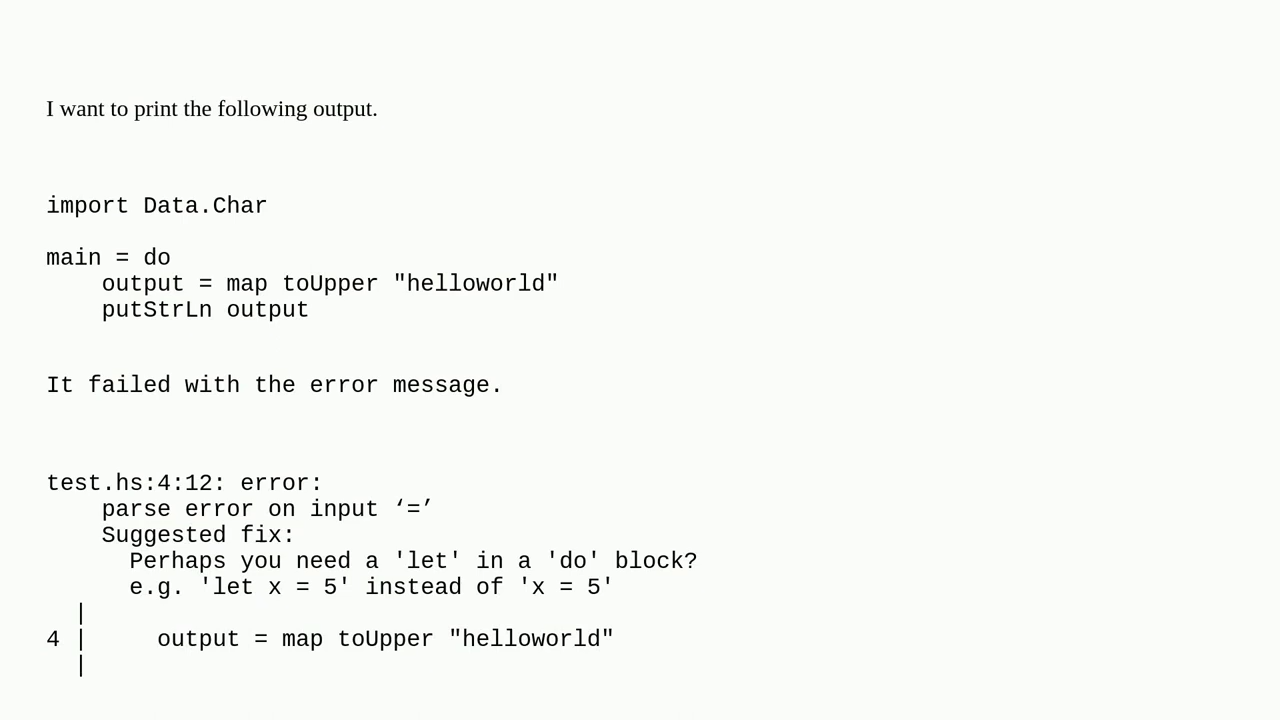 I want to print the following output.
import Data.Char
main = do
    output = map toUpper "helloworld"
    putStrLn output
It failed with the error message.
test.hs:4:12: error:
    parse error on input ‘=’
    Suggested fix:
      Perhaps you need a 'let' in a 'do' block?
      e.g. 'let x = 5' instead of 'x = 5'
  |
4 |     output = map toUpper "helloworld"
  |